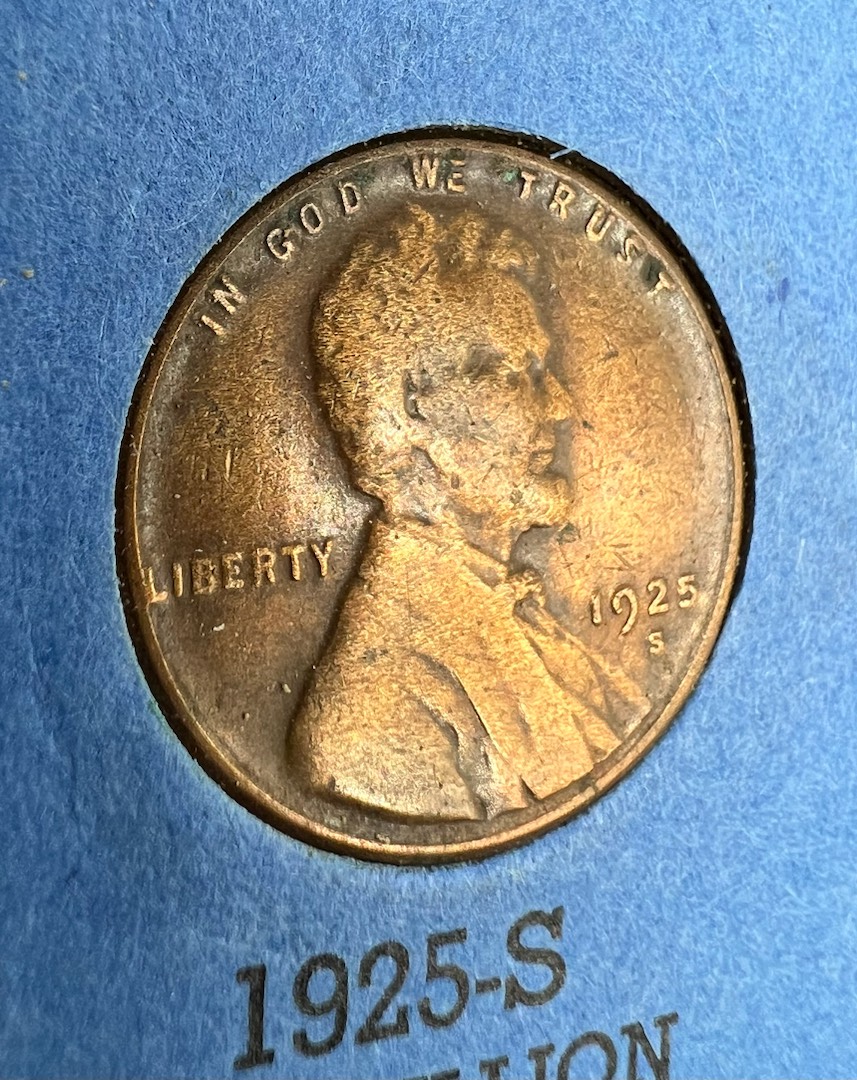 IN GOD WE TRUST
LIBERTY
1925
S
1925-S